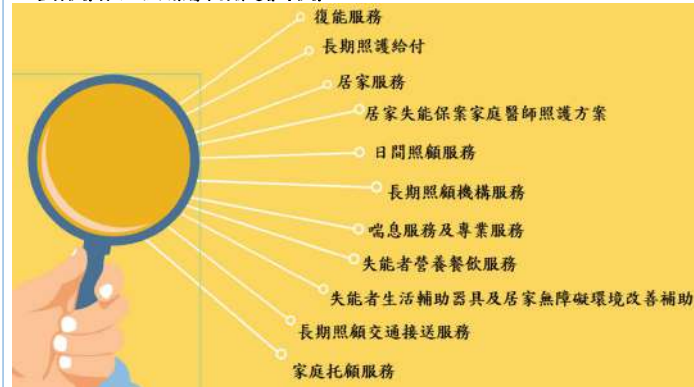 復能服務
長期照護給付
居家服務
居家失能保案家庭醫師照護方案
日間照顧服務
長期照顧機構服務
喘息服務及專業服務
失能者營養餐飲服務
失能者生活輔助器具及居家無障礙環境改善補助
長期照顧交通接送服務
家庭托顧服務